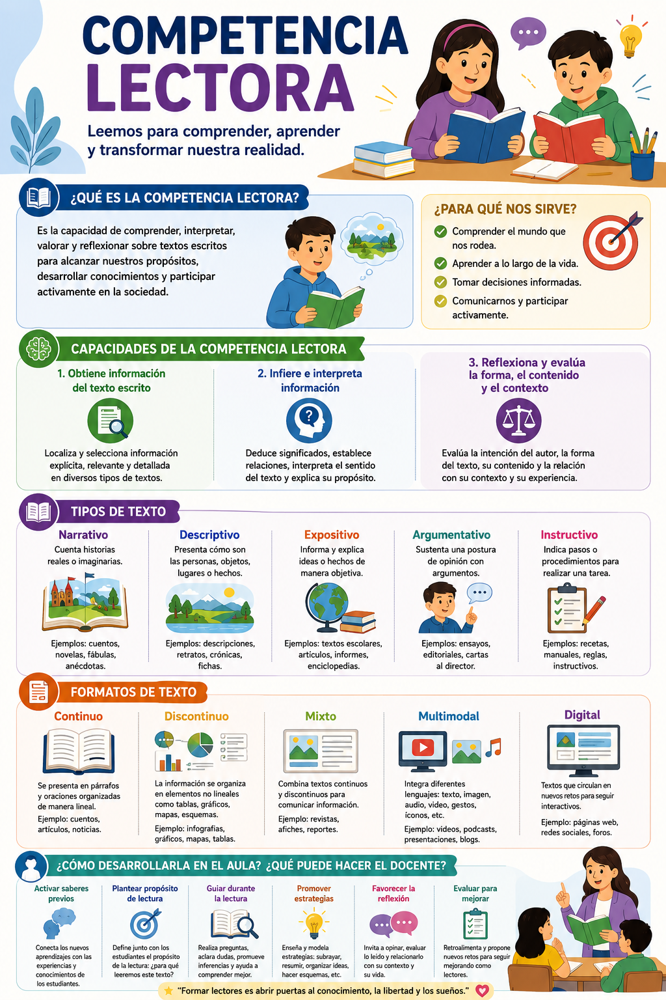 COMPETENCIA
LECTORA
Leemos para comprender, aprender
y transformar nuestra realidad.
¿QUÉ ES LA COMPETENCIA LECTORA?
Es la capacidad de comprender, interpretar,
valorar y reflexionar sobre textos escritos
para alcanzar nuestros propósitos,
desarrollar conocimientos y participar
activamente en la sociedad.
¿PARA QUÉ NOS SIRVE?
Comprender el mundo que
nos rodea.
Aprender a lo largo de la vida.
Tomar decisiones informadas.
Comunicarnos y participar
activamente.
CAPACIDADES DE LA COMPETENCIA LECTORA
1. Obtiene información
del texto escrito
Localiza y selecciona información
explícita, relevante y detallada
en diversos tipos de textos.
2. Infiere e interpreta
información
?
Deduce significados, establece
relaciones, interpreta el sentido
del texto y explica su propósito.
3. Reflexiona y evalúa
la forma, el contenido
y el contexto
Evalúa la intención del autor, la forma
del texto, su contenido y la relación
con su contexto y su experiencia.
TIPOS DE TEXTO
Narrativo
Cuenta historias
reales o imaginarias.
Ejemplos: cuentos,
novelas, fábulas,
anécdotas.
Descriptivo
Presenta cómo son
las personas, objetos,
lugares o hechos.
Ejemplos: descripciones,
retratos, crónicas,
fichas.
Expositivo
Informa y explica
ideas o hechos de
manera objetiva.
Ejemplos: textos escolares,
artículos, informes,
enciclopedias.
Argumentativo
Sustenta una postura
de opinión con
argumentos.
Ejemplos: ensayos,
editoriales, cartas
al director.
Instructivo
Indica pasos o
procedimientos para
realizar una tarea.
Ejemplos: recetas,
manuales, reglas,
instructivos.
FORMATOS DE TEXTO
Continuo
Se presenta en párrafos
y oraciones organizadas
de manera lineal.
Ejemplo: cuentos,
artículos, noticias.
Discontinuo
La información se organiza
en elementos no lineales
como tablas, gráficos,
mapas, esquemas.
Ejemplo: infografías,
gráficos, mapas, tablas.
Mixto
Combina textos continuos
y discontinuos para
comunicar información.
Ejemplo: revistas,
afiches, reportes.
Multimodal
Integra diferentes
lenguajes: texto, imagen,
audio, video, gestos,
íconos, etc.
Ejemplo: videos, podcasts,
presentaciones, blogs.
Digital
Textos que circulan en
nuevos retos para seguir
interactivos.
Ejemplo: páginas web,
redes sociales, foros.
¿CÓMO DESARROLLARLA EN EL AULA? ¿QUÉ PUEDE HACER EL DOCENTE?
Activar saberes
previos
Conecta los nuevos
aprendizajes con las
experiencias y
conocimientos de
los estudiantes.
Plantear propósito
de lectura
Define junto con los
estudiantes el propósito
de la lectura: ¿para qué
leeremos este texto?
Guiar durante
la lectura
Realiza preguntas,
aclara dudas, promueve
inferencias y ayuda a
comprender mejor.
Promover
estrategias
Enseña y modela
estrategias: subrayar,
resumir, organizar ideas,
hacer esquemas, etc.
Favorecer la
reflexión
Invita a opinar, evaluar
lo leído y relacionarlo
con su contexto y
su vida.
Evaluar para
mejorar
Retroalimenta y propone
nuevos retos para seguir
mejorando como
lectores.
"Formar lectores es abrir puertas al conocimiento, la libertad y los sueños."